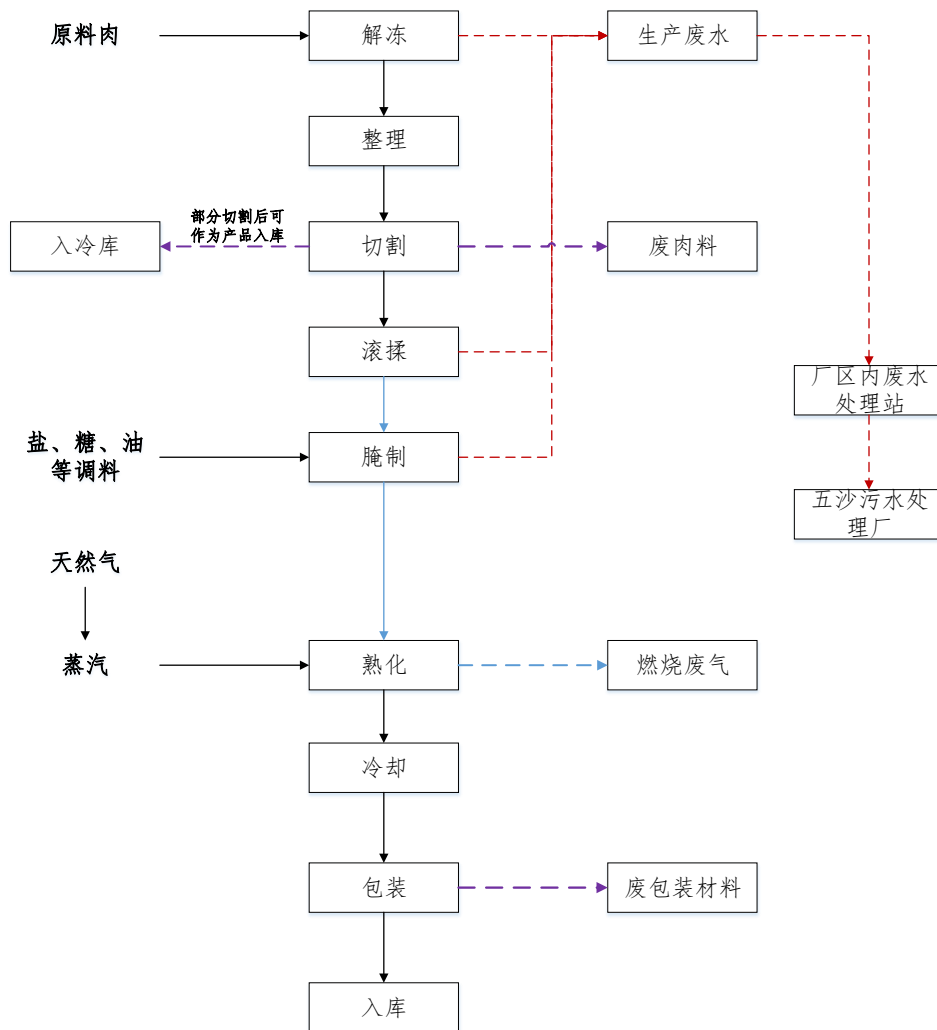 原料肉
解冻
生产废水
整理
部分切割后可
作为产品入库
入冷库
切割
废肉料
滚揉
厂区内废水
处理站
盐、糖、油
等调料
腌制
五沙污水处
理厂
天然气
蒸汽
熟化
燃烧废气
冷却
包装
废包装材料
入库